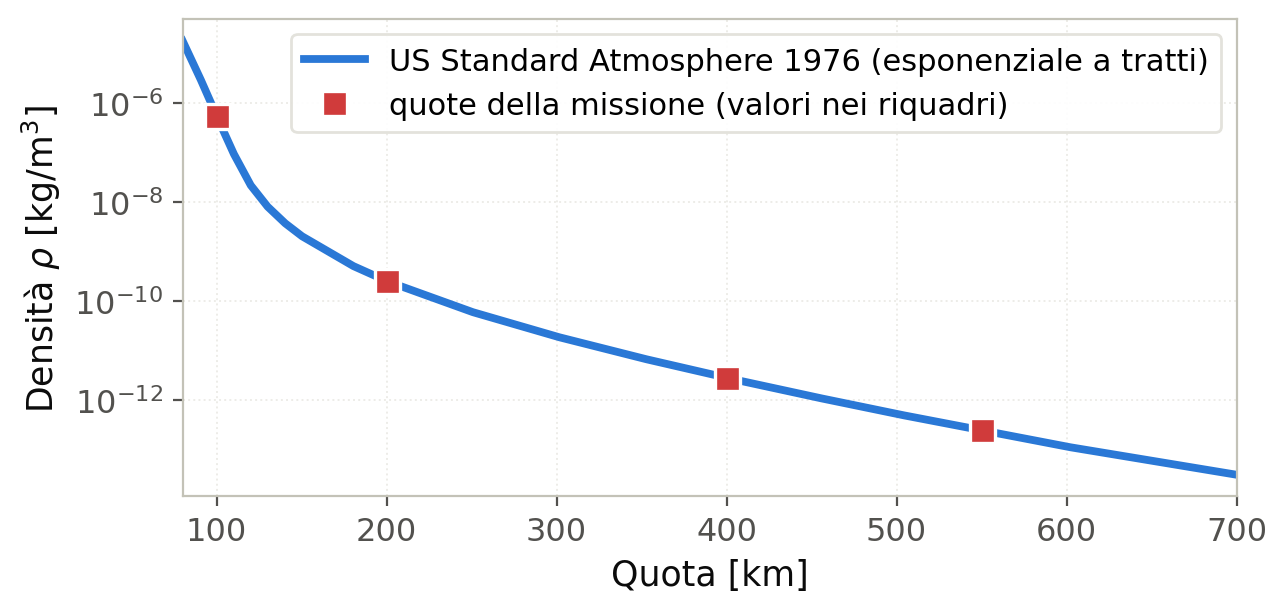 US Standard Atmosphere 1976 (esponenziale a tratti)
quote della missione (valori nei riquadri)
Densità ρ [kg/m³]
10⁻⁶
10⁻⁸
10⁻¹⁰
10⁻¹²
100 200 300 400 500 600 700
Quota [km]